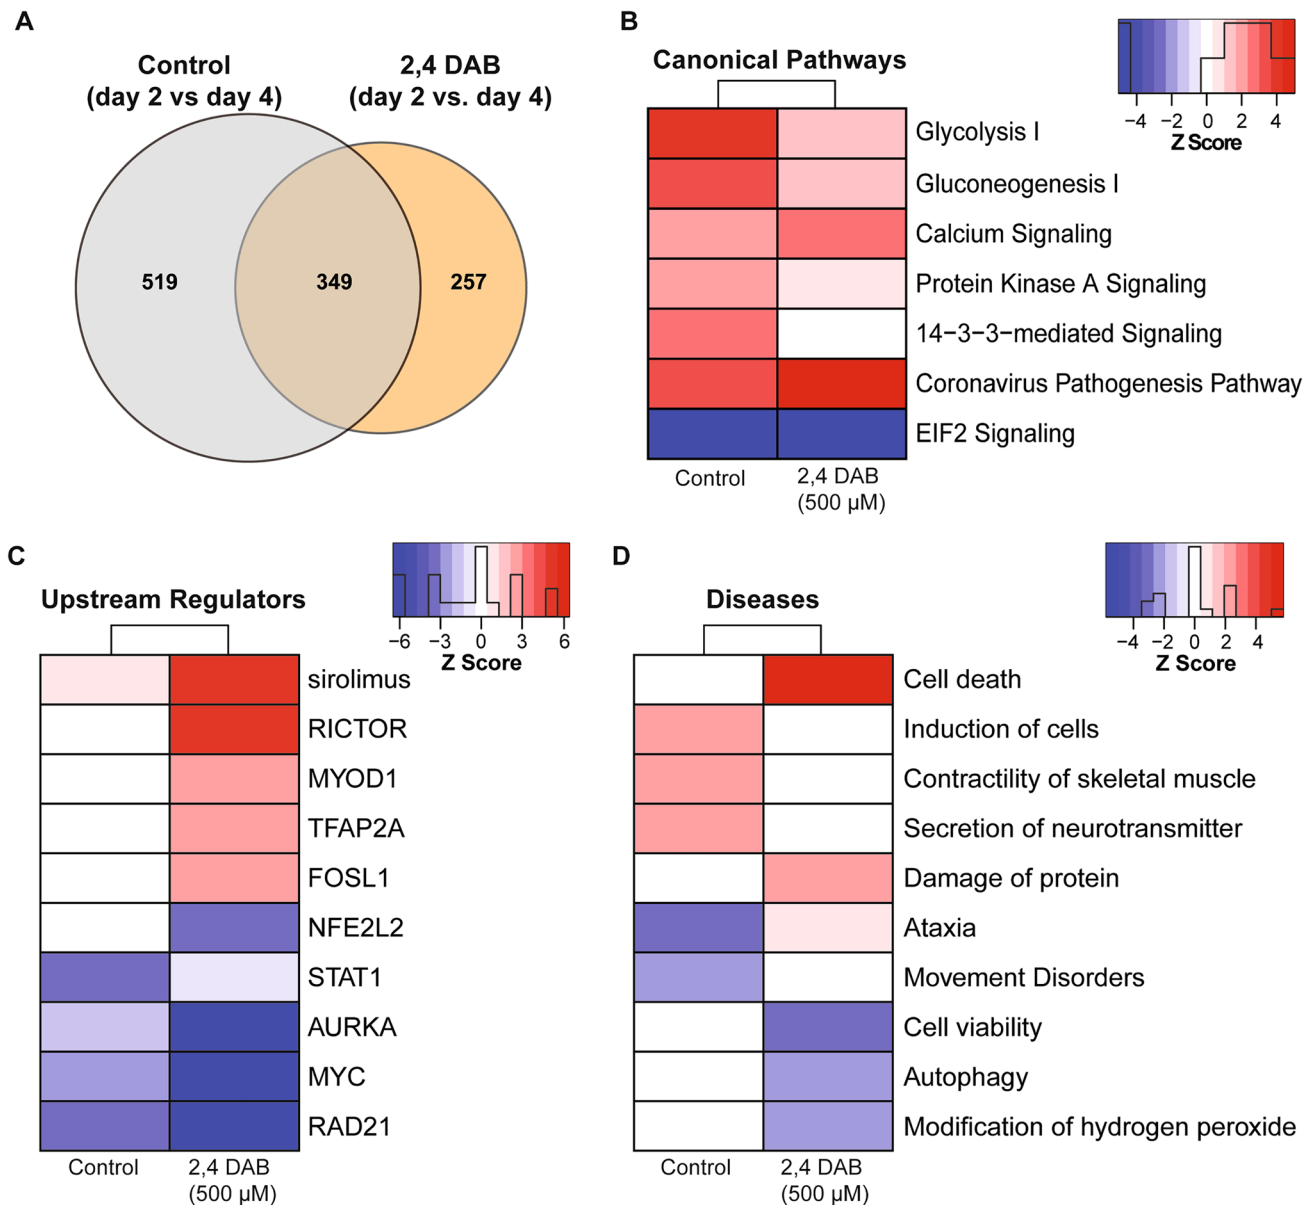 A
Control
(day 2 vs day 4)
2,4 DAB
(day 2 vs. day 4)
519
349
257
B
Canonical Pathways
−4 −2 0 2 4
Z Score
Glycolysis I
Gluconeogenesis I
Calcium Signaling
Protein Kinase A Signaling
14−3−3−mediated Signaling
Coronavirus Pathogenesis Pathway
EIF2 Signaling
Control
2,4 DAB
(500 µM)
C
Upstream Regulators
−6 −3 0 3 6
Z Score
sirolimus
RICTOR
MYOD1
TFAP2A
FOSL1
NFE2L2
STAT1
AURKA
MYC
RAD21
Control
2,4 DAB
(500 µM)
D
Diseases
−4 −2 0 2 4
Z Score
Cell death
Induction of cells
Contractility of skeletal muscle
Secretion of neurotransmitter
Damage of protein
Ataxia
Movement Disorders
Cell viability
Autophagy
Modification of hydrogen peroxide
Control
2,4 DAB
(500 µM)